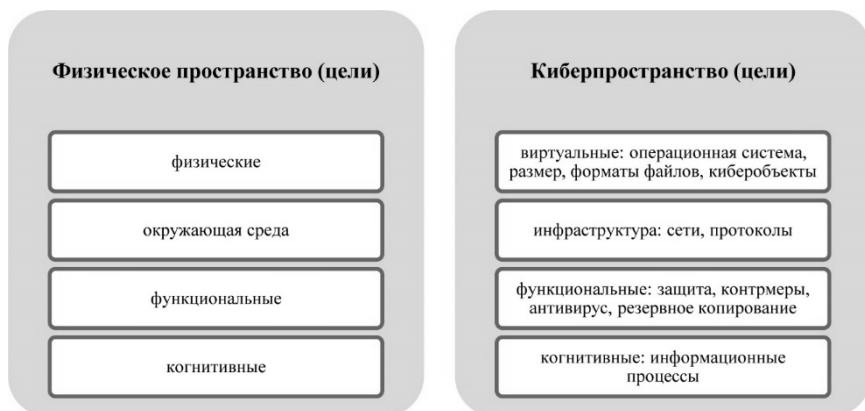 Физическое пространство (цели)
физические
окружающая среда
функциональные
когнитивные
Киберпространство (цели)
виртуальные: операционная система,
размер, форматы файлов, киберобъекты
инфраструктура: сети, протоколы
функциональные: защита, контрмеры,
антивирус, резервное копирование
когнитивные: информационные
процессы